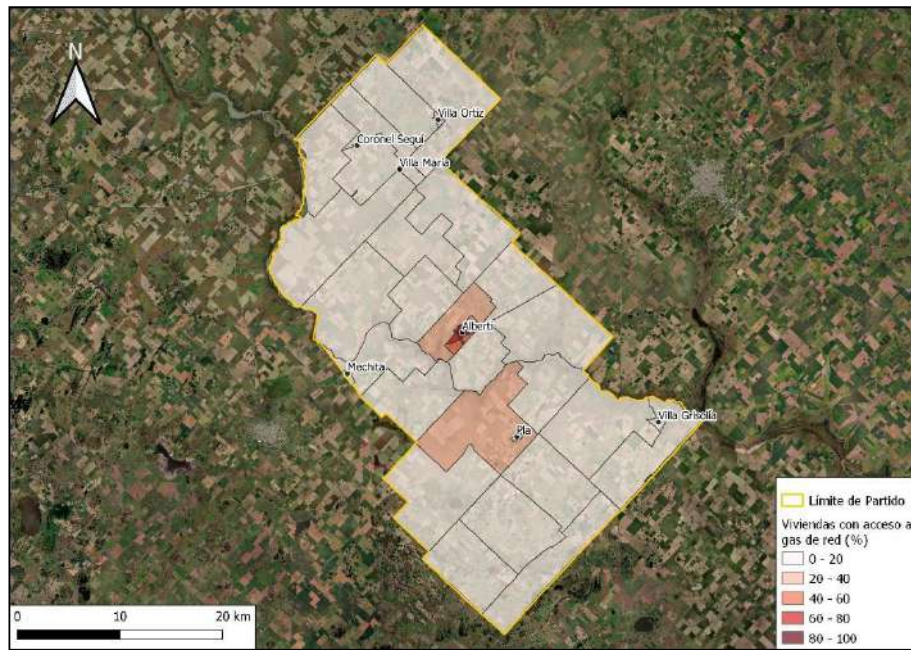 N
Villa Ortiz
Coronel Seguí
Villa María
Alberti
Mechita
Pla
Villa Grisolía
Límite de Partido
Viviendas con acceso a
gas de red (%)
0 - 20
20 - 40
40 - 60
60 - 80
80 - 100
0 10 20 km